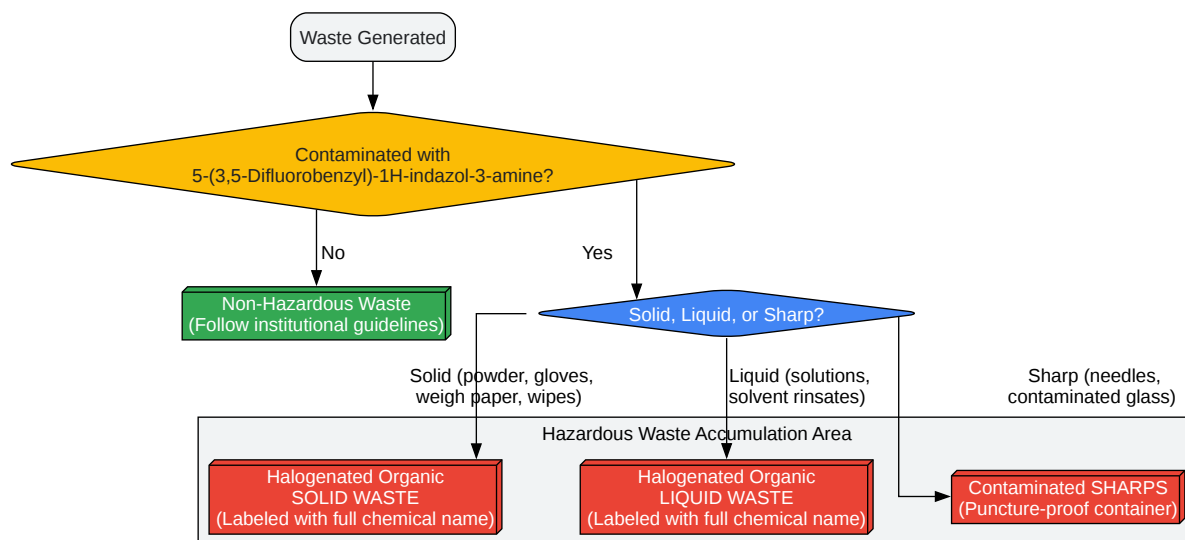 Waste Generated
Contaminated with
5-(3,5-Difluorobenzyl)-1H-indazol-3-amine?
No
Yes
Non-Hazardous Waste
(Follow institutional guidelines)
Solid, Liquid, or Sharp?
Solid (powder, gloves,
weigh paper, wipes)
Liquid (solutions,
solvent rinsates)
Sharp (needles,
contaminated glass)
Hazardous Waste Accumulation Area
Halogenated Organic
SOLID WASTE
(Labeled with full chemical name)
Halogenated Organic
LIQUID WASTE
(Labeled with full chemical name)
Contaminated SHARPS
(Puncture-proof container)